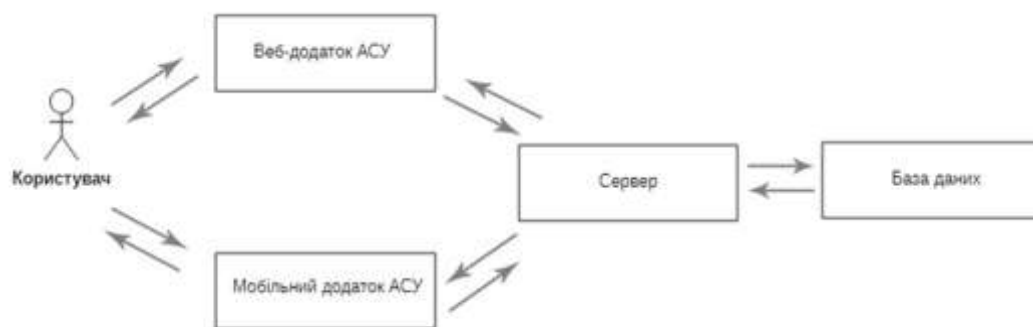 Веб-додаток АСУ
Користувач
Сервер
База даних
Мобільний додаток АСУ